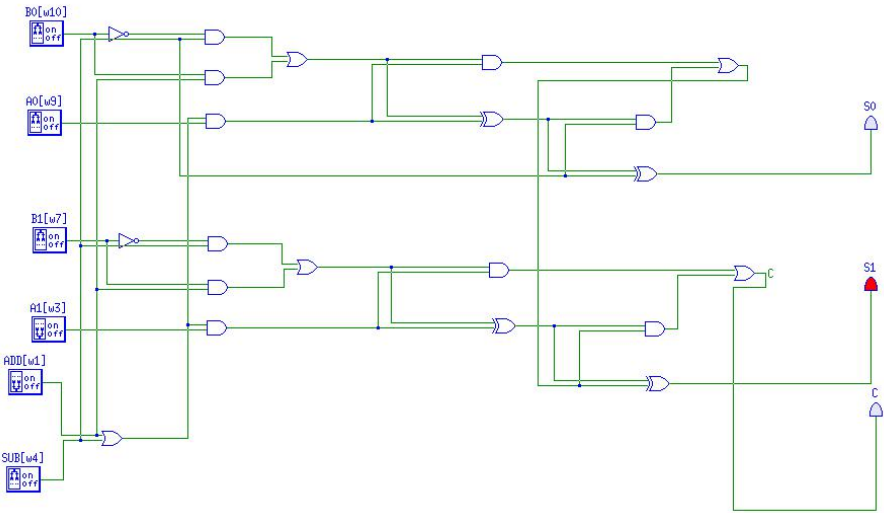 B0[w10]
on
off
A0[w9]
on
off
S0
B1[w7]
on
off
S1
C
A1[w3]
on
off
ADD[w1]
on
off
C
SUB[w4]
on
off